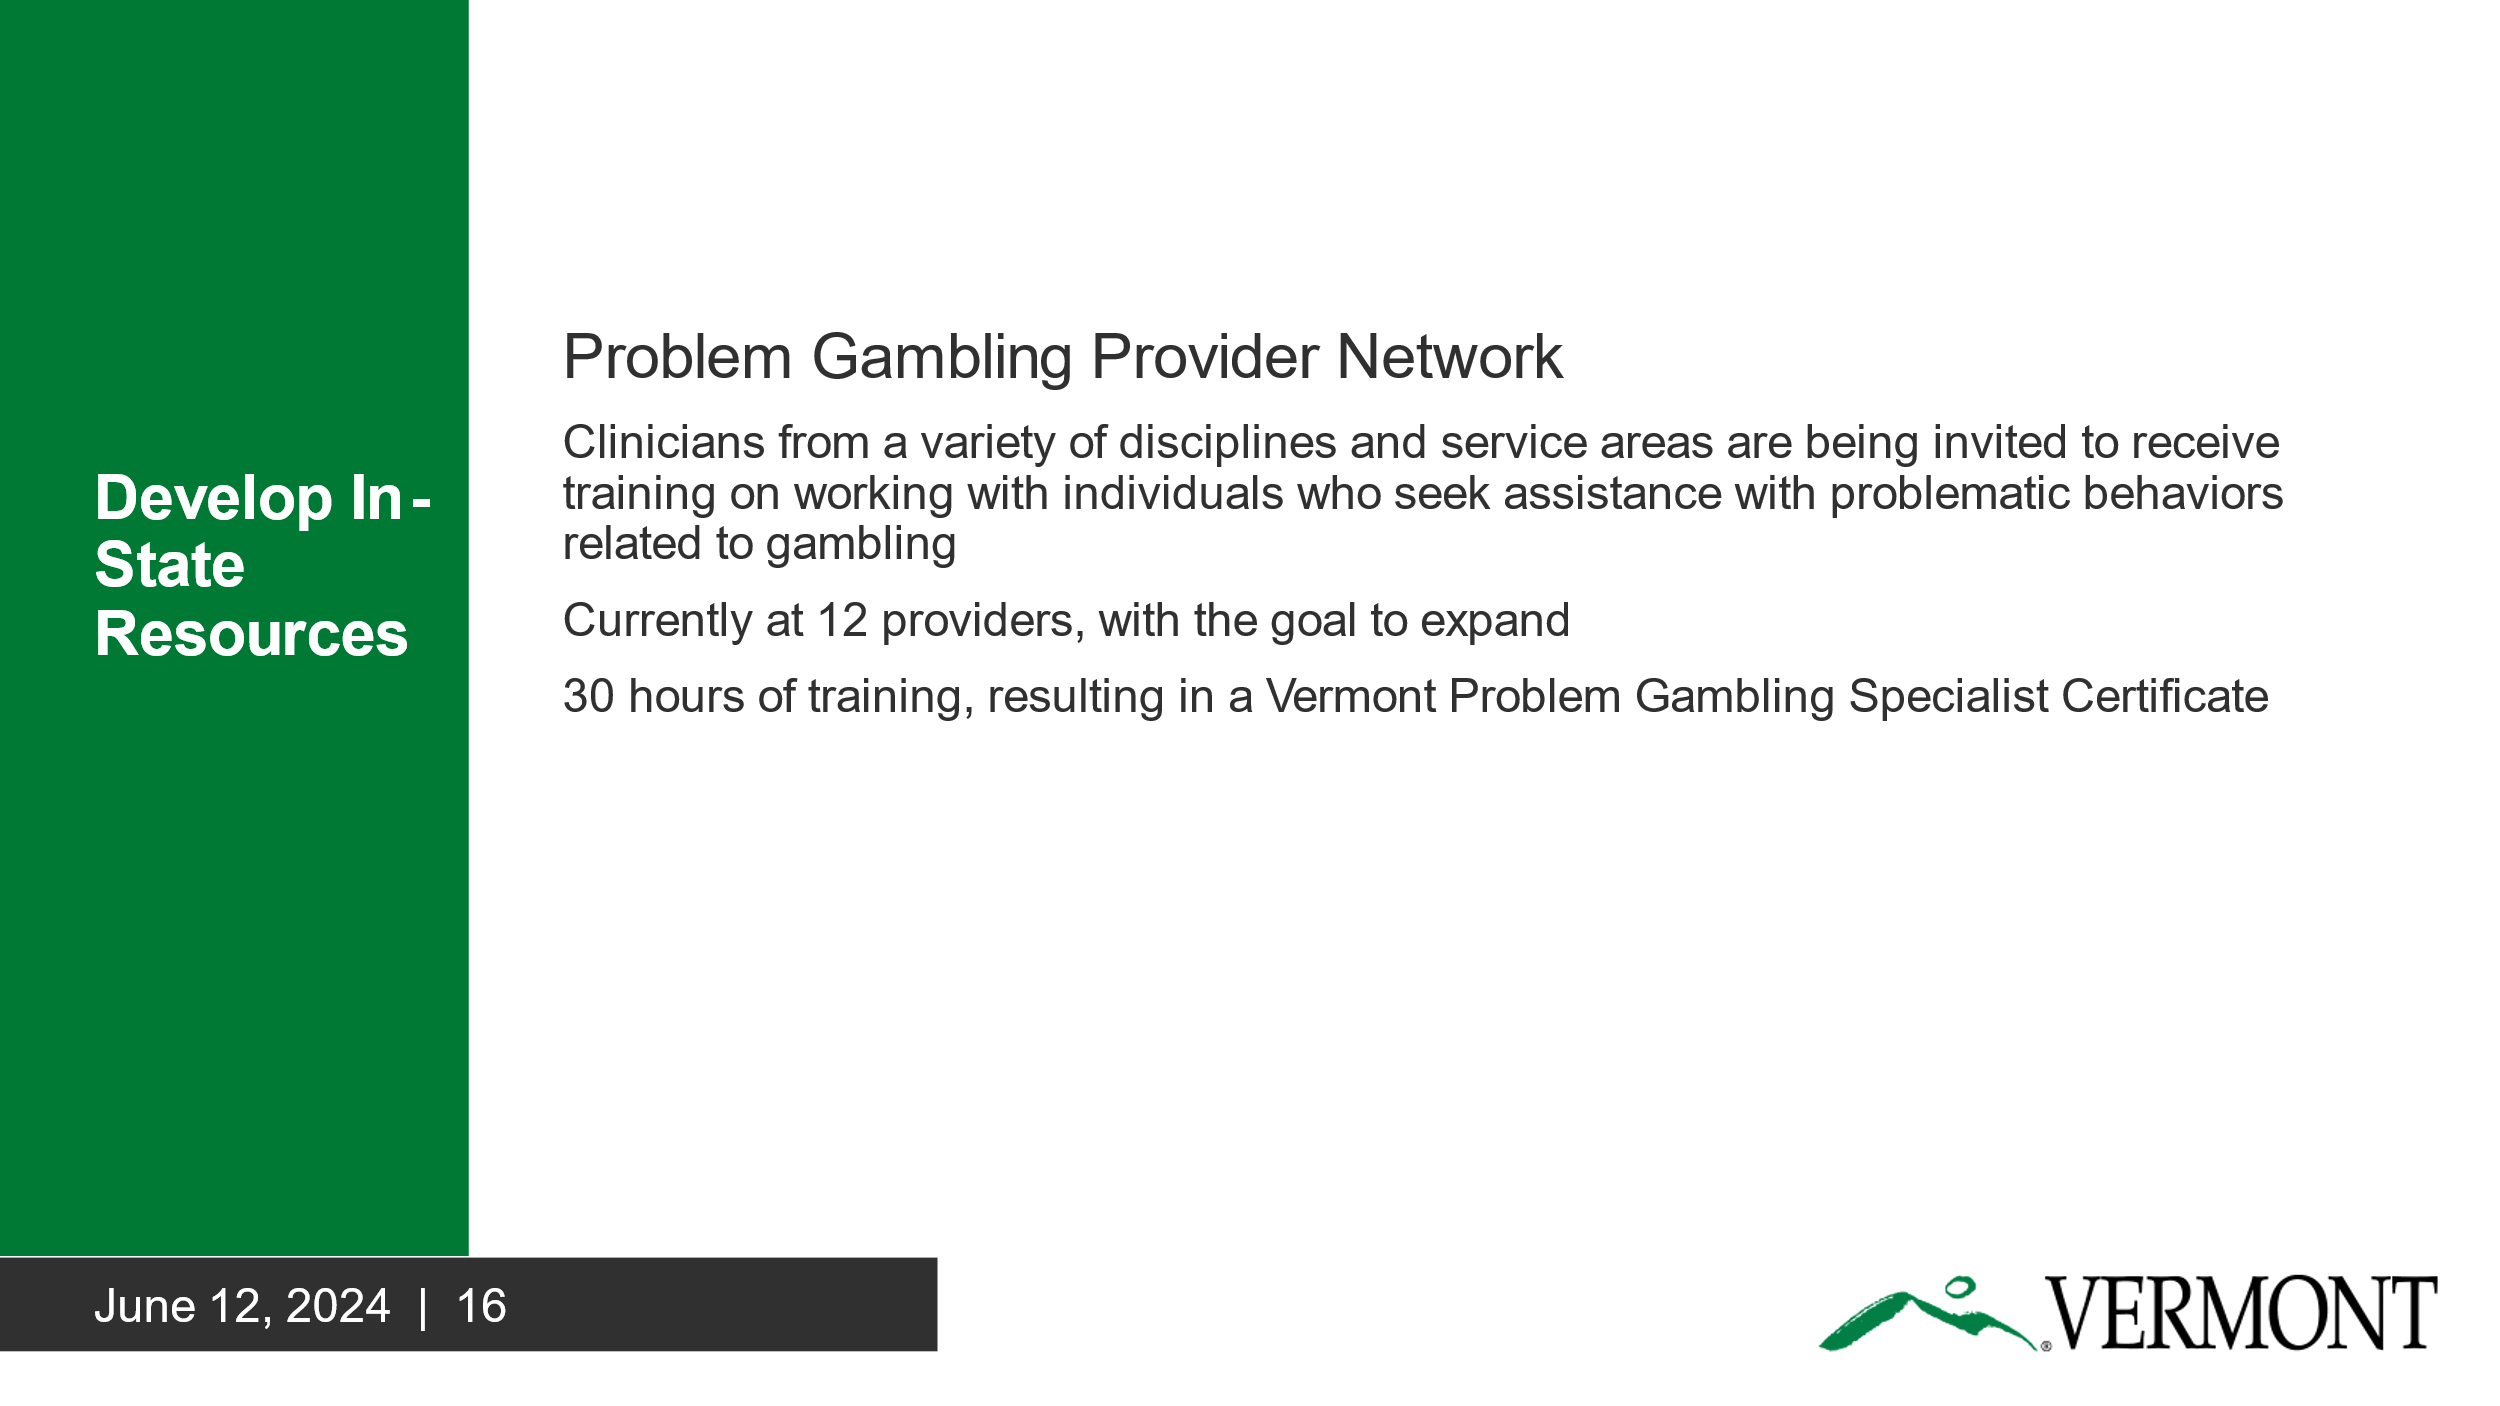 Develop In-
State
Resources
Problem Gambling Provider Network
Clinicians from a variety of disciplines and service areas are being invited to receive
training on working with individuals who seek assistance with problematic behaviors
related to gambling
Currently at 12 providers, with the goal to expand
30 hours of training, resulting in a Vermont Problem Gambling Specialist Certificate
June 12, 2024 | 16
® VERMONT